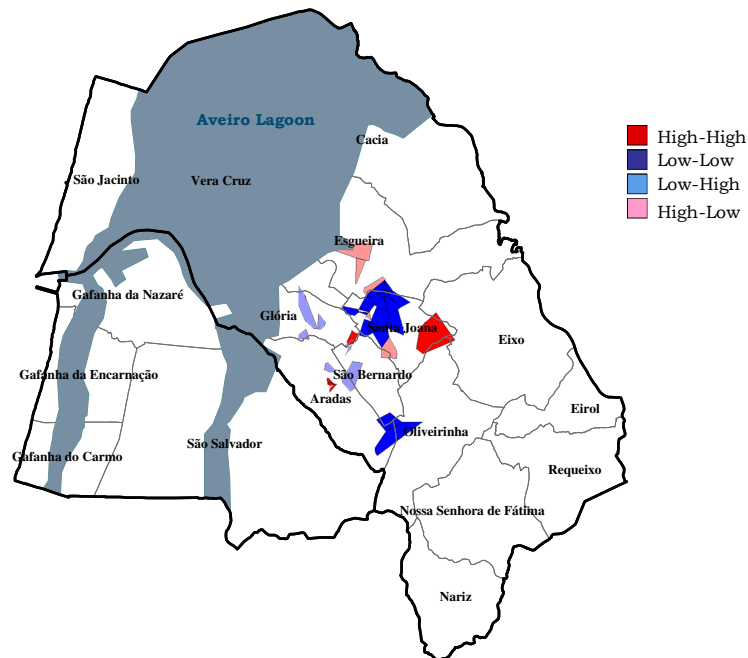 Aveiro Lagoon
Cacia
São Jacinto
Vera Cruz
Esgueira
Gafanha da Nazaré
Glória
Santa Joana
Eixo
Gafanha da Encarnação
São Bernardo
Aradas
Eirol
São Salvador
Oliveirinha
Gafanha do Carmo
Requeixo
Nossa Senhora de Fátima
Nariz
High-High
Low-Low
Low-High
High-Low